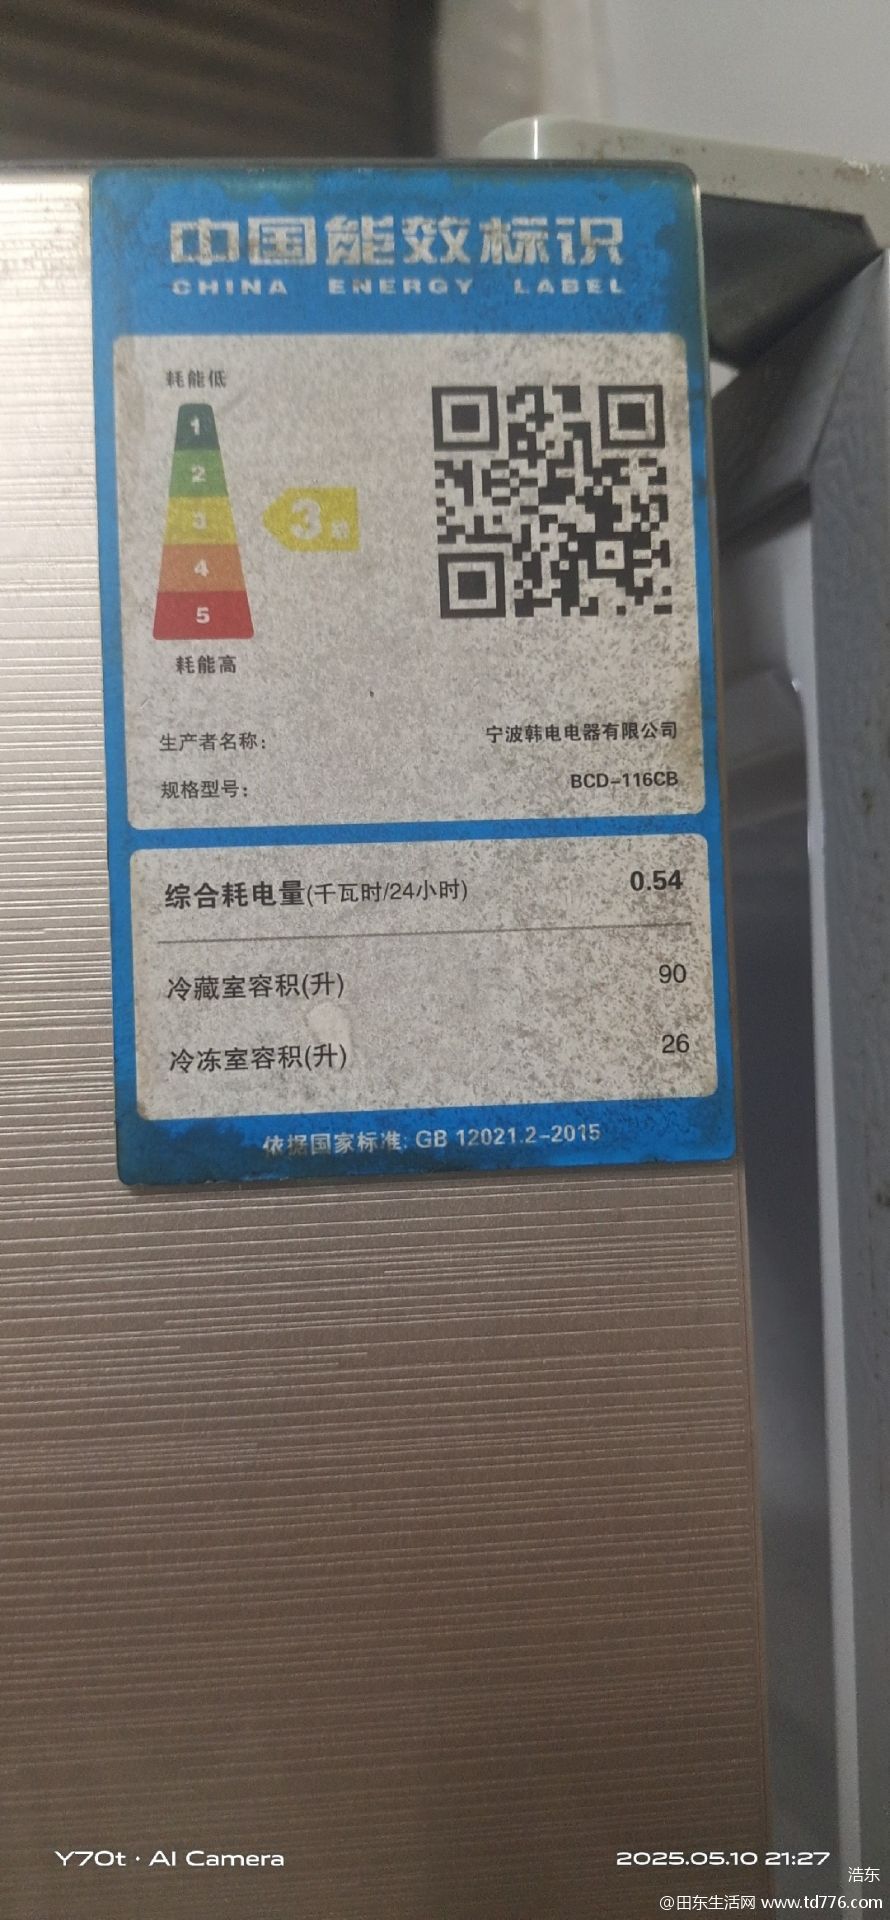 中国能效标识
CHINA ENERGY LABEL
耗能低
1
2
3
4
5
3级
耗能高
生产者名称: 宁波韩电电器有限公司
规格型号: BCD-116CB
综合耗电量(千瓦时/24小时) 0.54
冷藏室容积(升) 90
冷冻室容积(升) 26
依据国家标准: GB 12021.2-2015
Y70t · AI Camera
2025.05.10 21:27
浩东
@田东生活网 www.td776.com